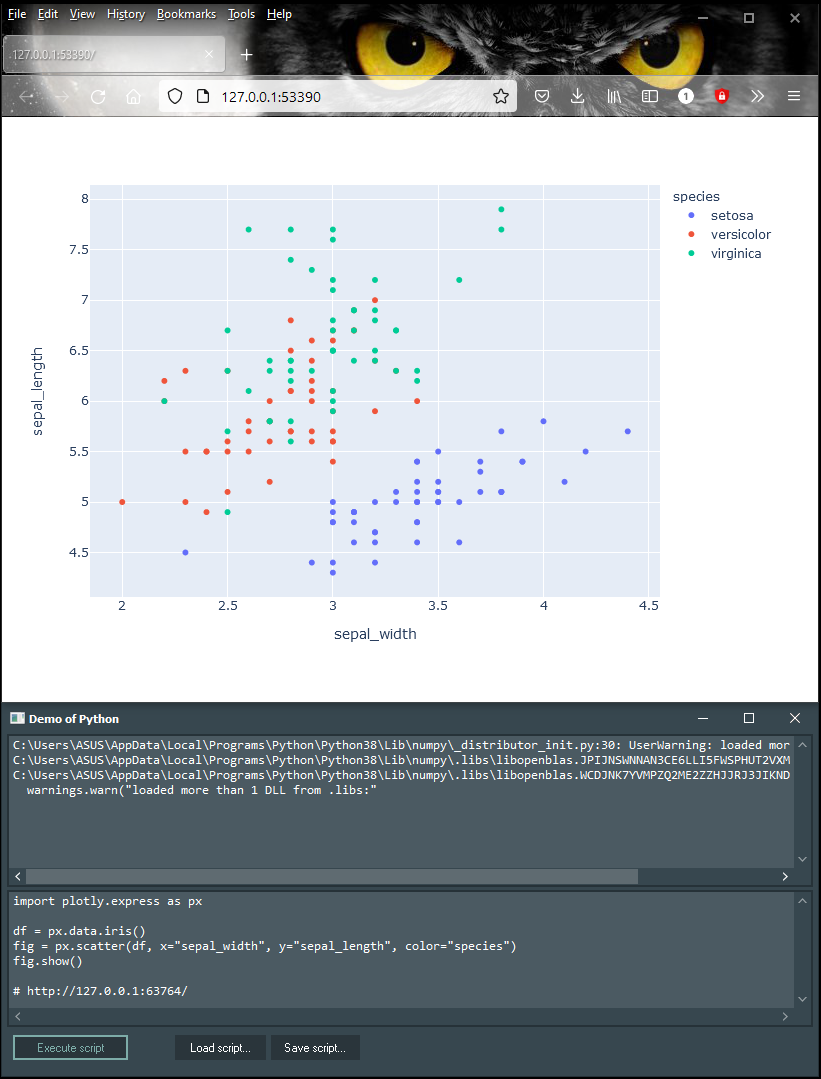 File Edit View History Bookmarks Tools Help
127.0.0.1:53390/
127.0.0.1:53390
1
species
setosa
versicolor
virginica
8
7.5
7
6.5
6
5.5
5
4.5
sepal_length
2 2.5 3 3.5 4 4.5
sepal_width
Demo of Python
C:\Users\ASUS\AppData\Local\Programs\Python\Python38\Lib\numpy\_distributor_init.py:30: UserWarning: loaded mor
C:\Users\ASUS\AppData\Local\Programs\Python\Python38\Lib\numpy\.libs\libopenblas.JPIJNSWNNAN3CE6LLI5FWSPHUT2VXM
C:\Users\ASUS\AppData\Local\Programs\Python\Python38\Lib\numpy\.libs\libopenblas.WCDJNK7YVMPZQ2ME2ZZHJJRJ3JIKND
warnings.warn("loaded more than 1 DLL from .libs:"
import plotly.express as px
df = px.data.iris()
fig = px.scatter(df, x="sepal_width", y="sepal_length", color="species")
fig.show()
# http://127.0.0.1:63764/
Execute script Load script... Save script...